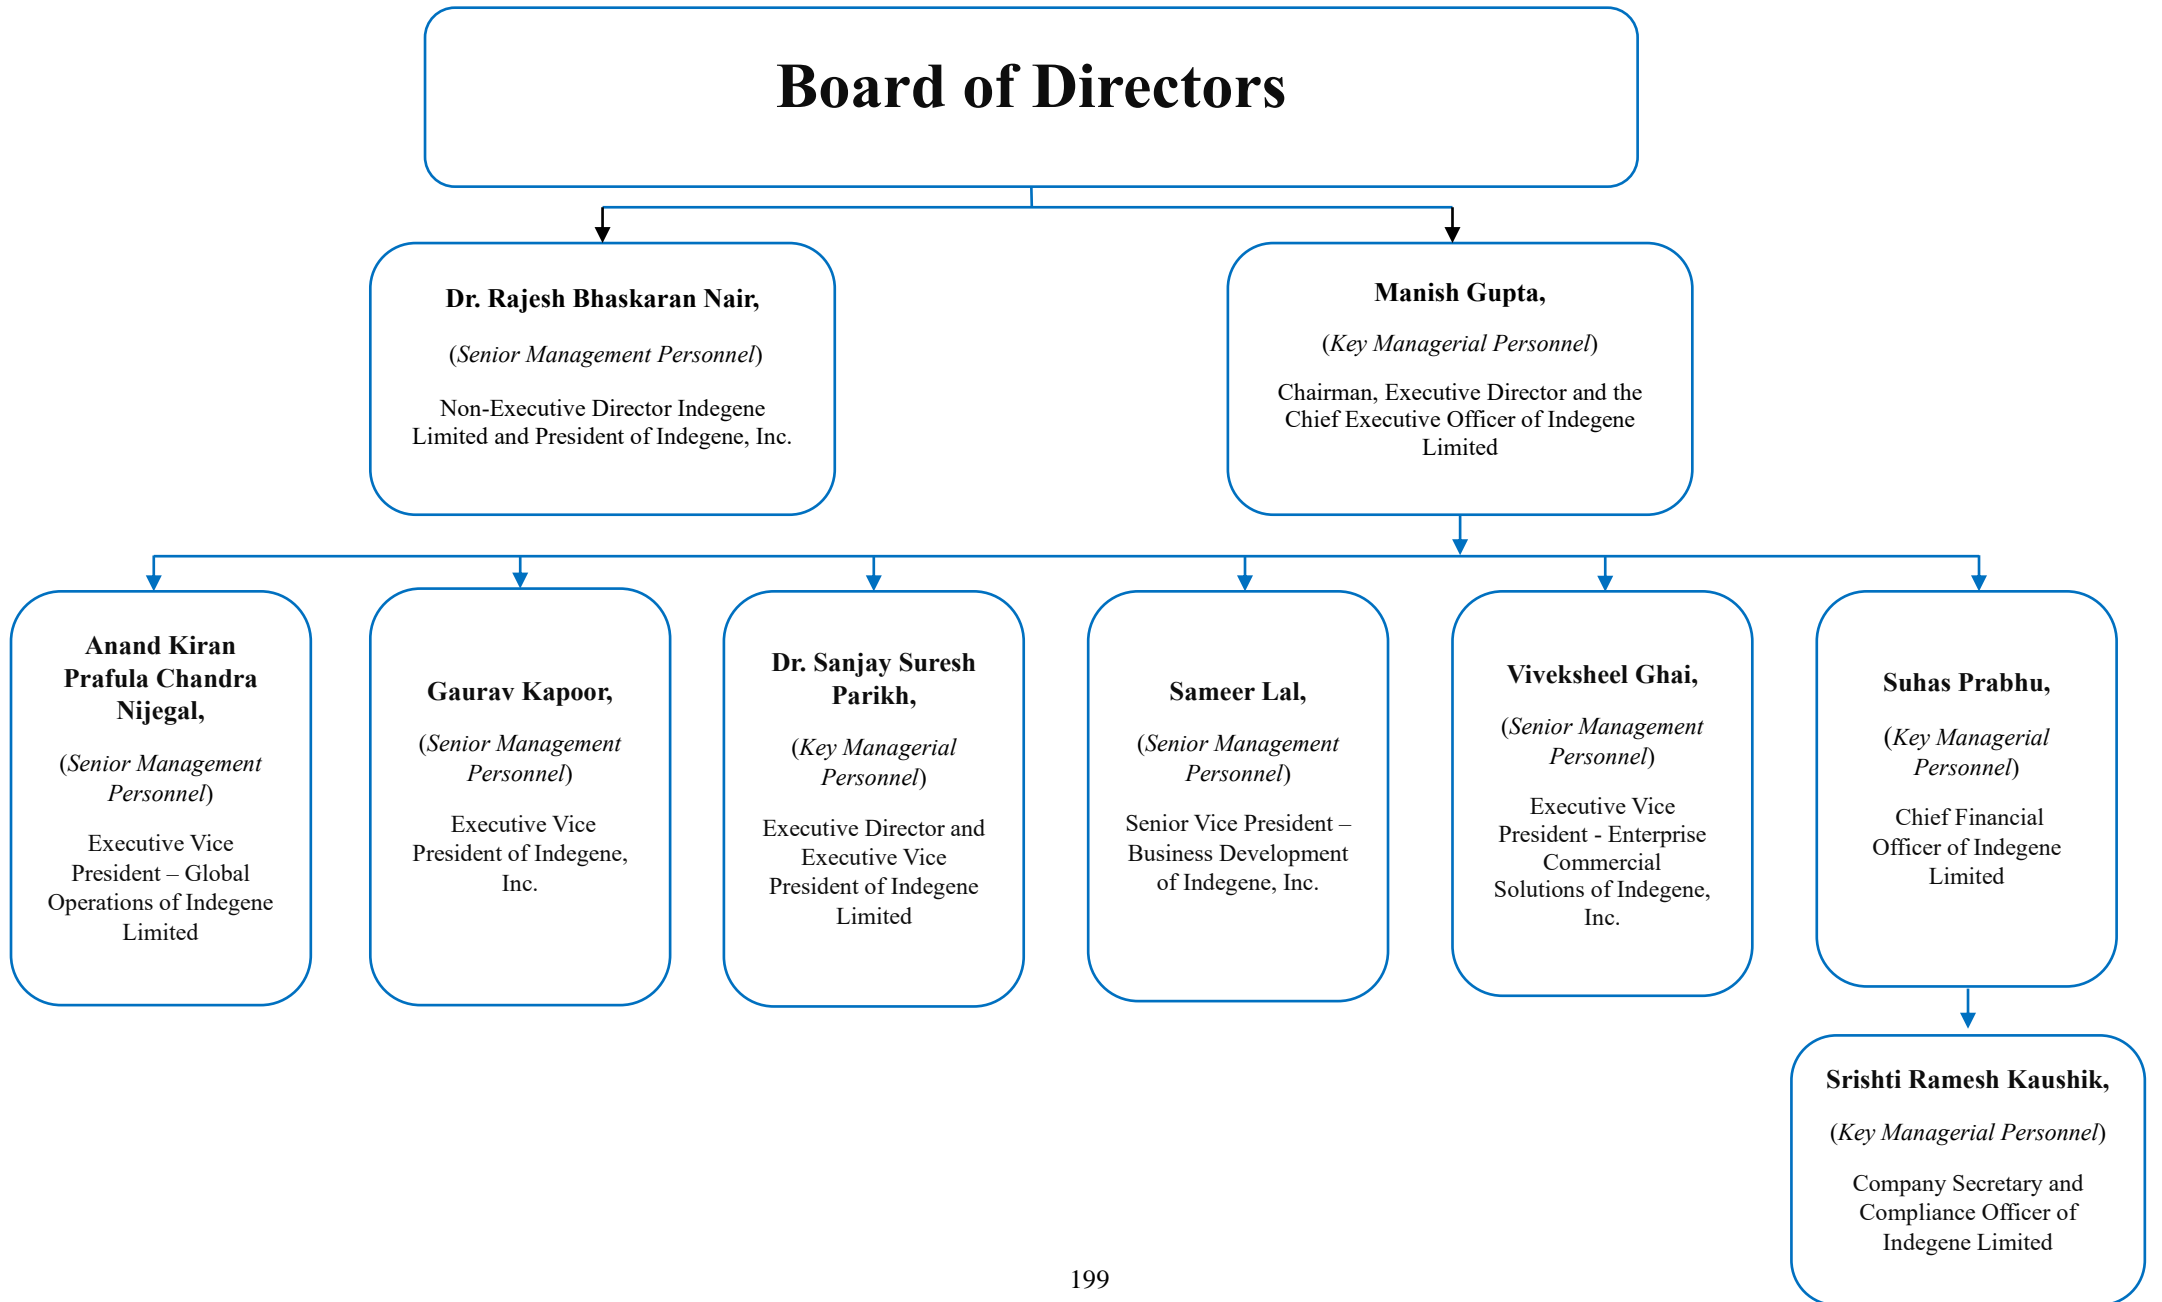 Board of Directors
Dr. Rajesh Bhaskaran Nair,
(Senior Management Personnel)
Non-Executive Director Indegene
Limited and President of Indegene, Inc.
Manish Gupta,
(Key Managerial Personnel)
Chairman, Executive Director and the
Chief Executive Officer of Indegene
Limited
Anand Kiran
Prafula Chandra
Nijegal,
(Senior Management
Personnel)
Executive Vice
President – Global
Operations of Indegene
Limited
Gaurav Kapoor,
(Senior Management
Personnel)
Executive Vice
President of Indegene,
Inc.
Dr. Sanjay Suresh
Parikh,
(Key Managerial
Personnel)
Executive Director and
Executive Vice
President of Indegene
Limited
Sameer Lal,
(Senior Management
Personnel)
Senior Vice President –
Business Development
of Indegene, Inc.
Viveksheel Ghai,
(Senior Management
Personnel)
Executive Vice
President - Enterprise
Commercial
Solutions of Indegene,
Inc.
Suhas Prabhu,
(Key Managerial
Personnel)
Chief Financial
Officer of Indegene
Limited
Srishti Ramesh Kaushik,
(Key Managerial Personnel)
Company Secretary and
Compliance Officer of
Indegene Limited
199